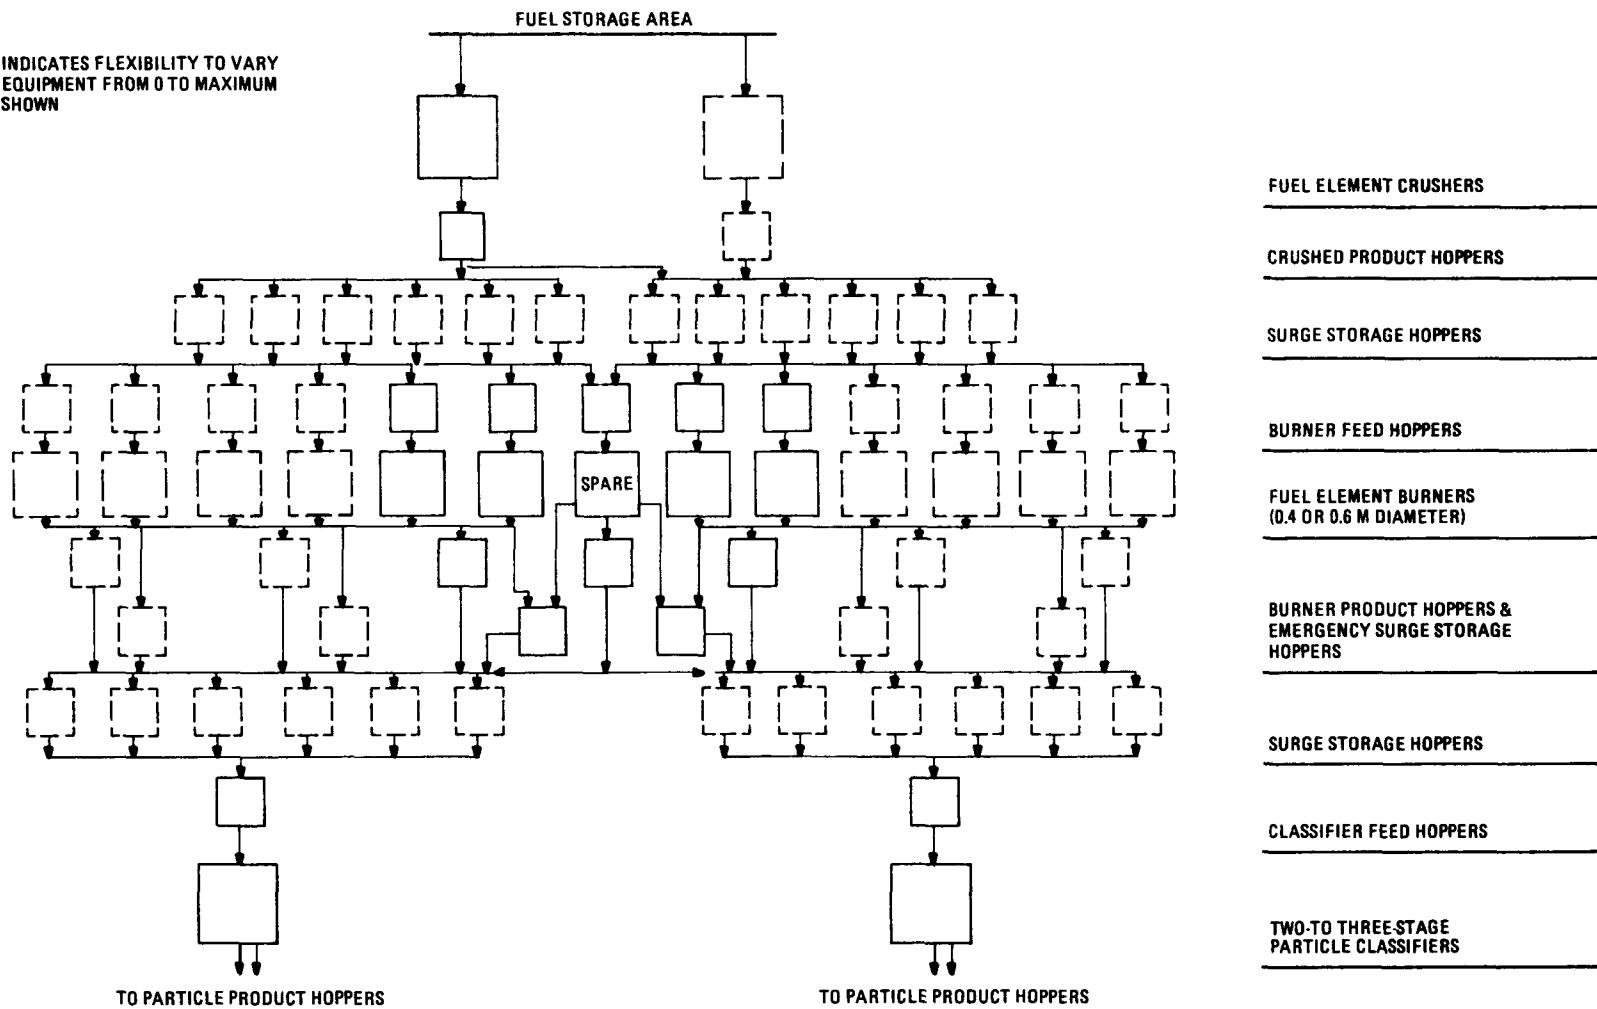 FUEL STORAGE AREA
INDICATES FLEXIBILITY TO VARY
EQUIPMENT FROM 0 TO MAXIMUM
SHOWN
FUEL ELEMENT CRUSHERS
CRUSHED PRODUCT HOPPERS
SURGE STORAGE HOPPERS
BURNER FEED HOPPERS
SPARE
FUEL ELEMENT BURNERS
(0.4 OR 0.6 M DIAMETER)
BURNER PRODUCT HOPPERS &
EMERGENCY SURGE STORAGE
HOPPERS
SURGE STORAGE HOPPERS
CLASSIFIER FEED HOPPERS
TWO-TO THREE-STAGE
PARTICLE CLASSIFIERS
TO PARTICLE PRODUCT HOPPERS
TO PARTICLE PRODUCT HOPPERS